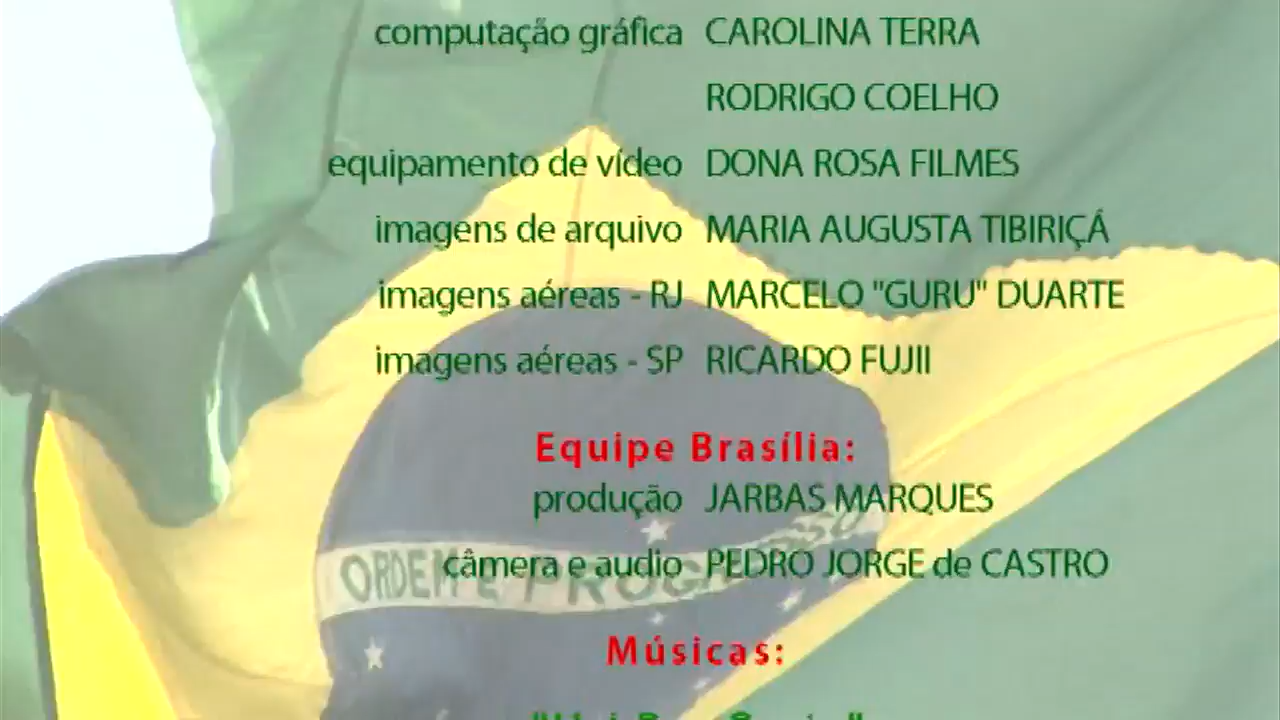 computação gráfica CAROLINA TERRA
RODRIGO COELHO
equipamento de vídeo DONA ROSA FILMES
imagens de arquivo MARIA AUGUSTA TIBIRIÇÁ
imagens aéreas - RJ MARCELO "GURU" DUARTE
imagens aéreas - SP RICARDO FUJII
Equipe Brasília:
produção JARBAS MARQUES
câmera e audio PEDRO JORGE de CASTRO
ORDEM E PROGRESSO
Músicas: